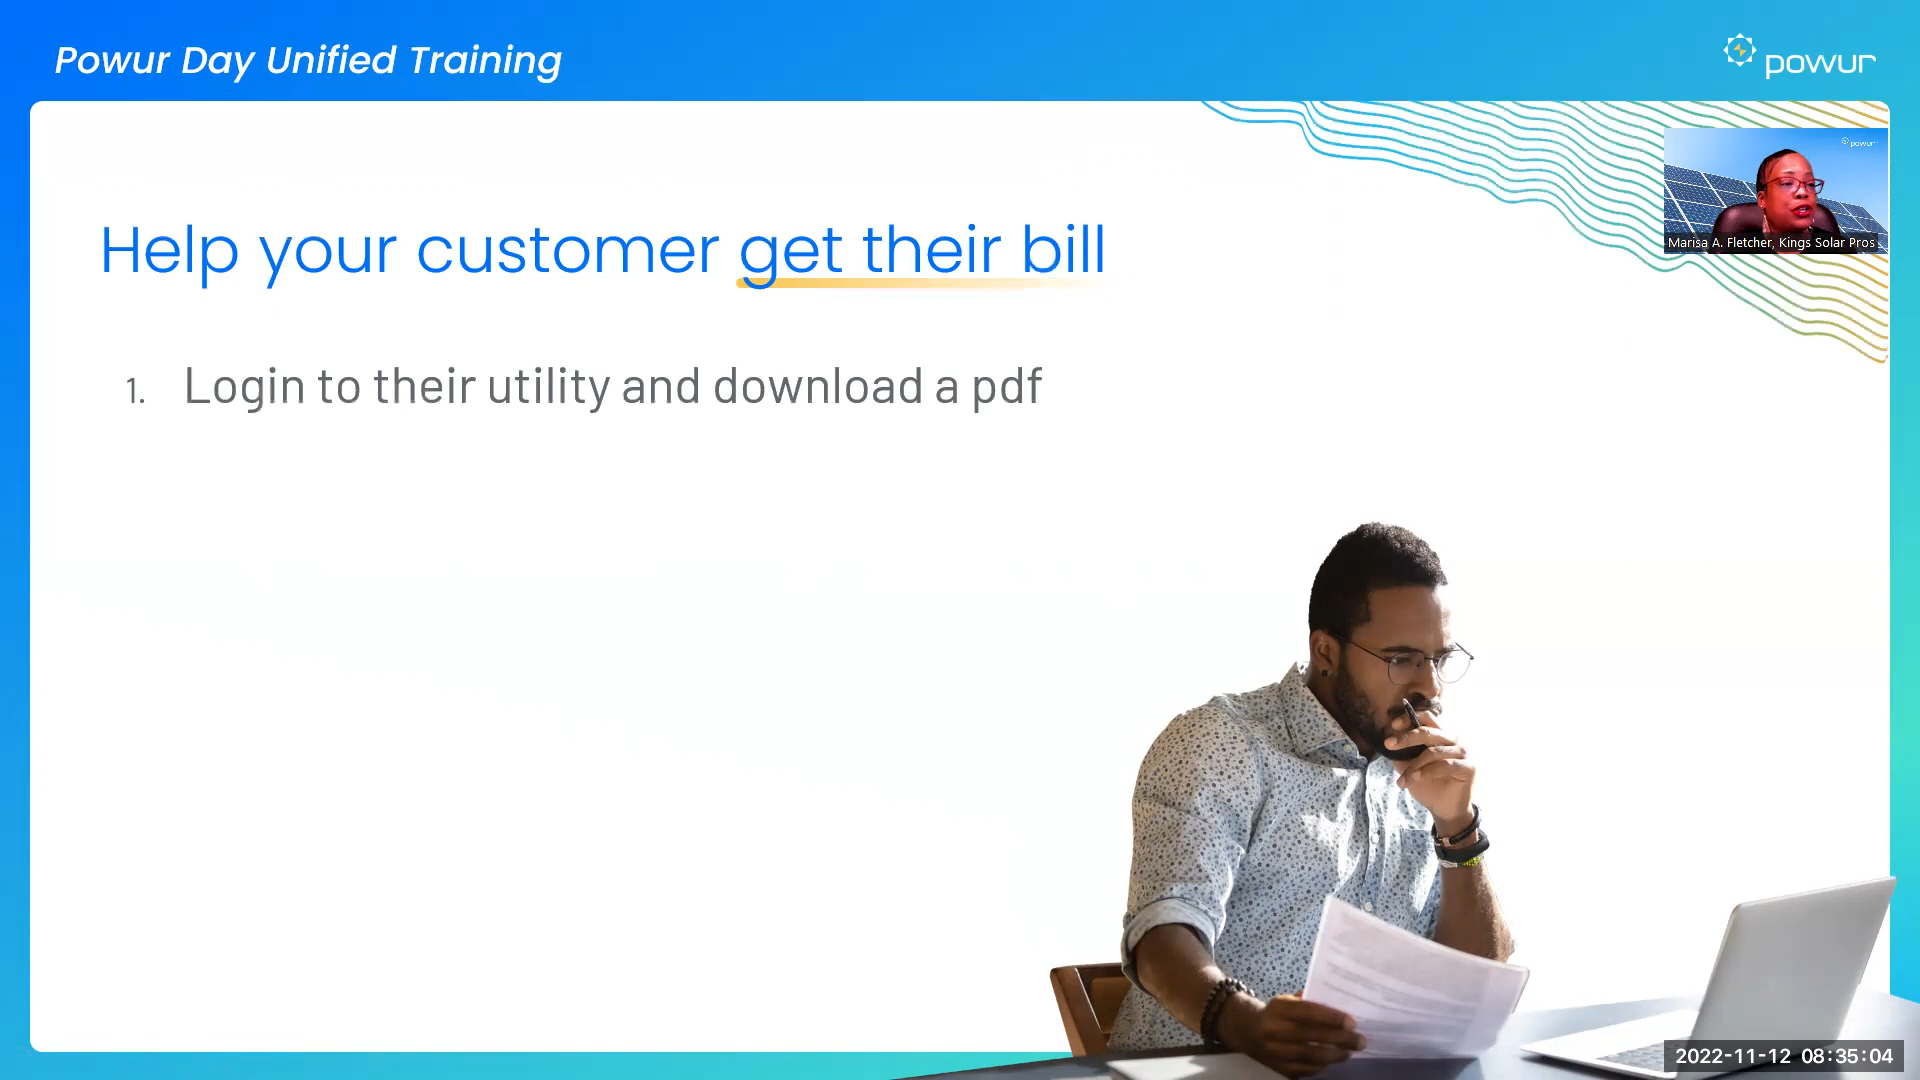 Powur Day Unified Training
powur
powur
Marisa A. Fletcher, Kings Solar Pros
Help your customer get their bill
1. Login to their utility and download a pdf
2022-11-12 08:35:04